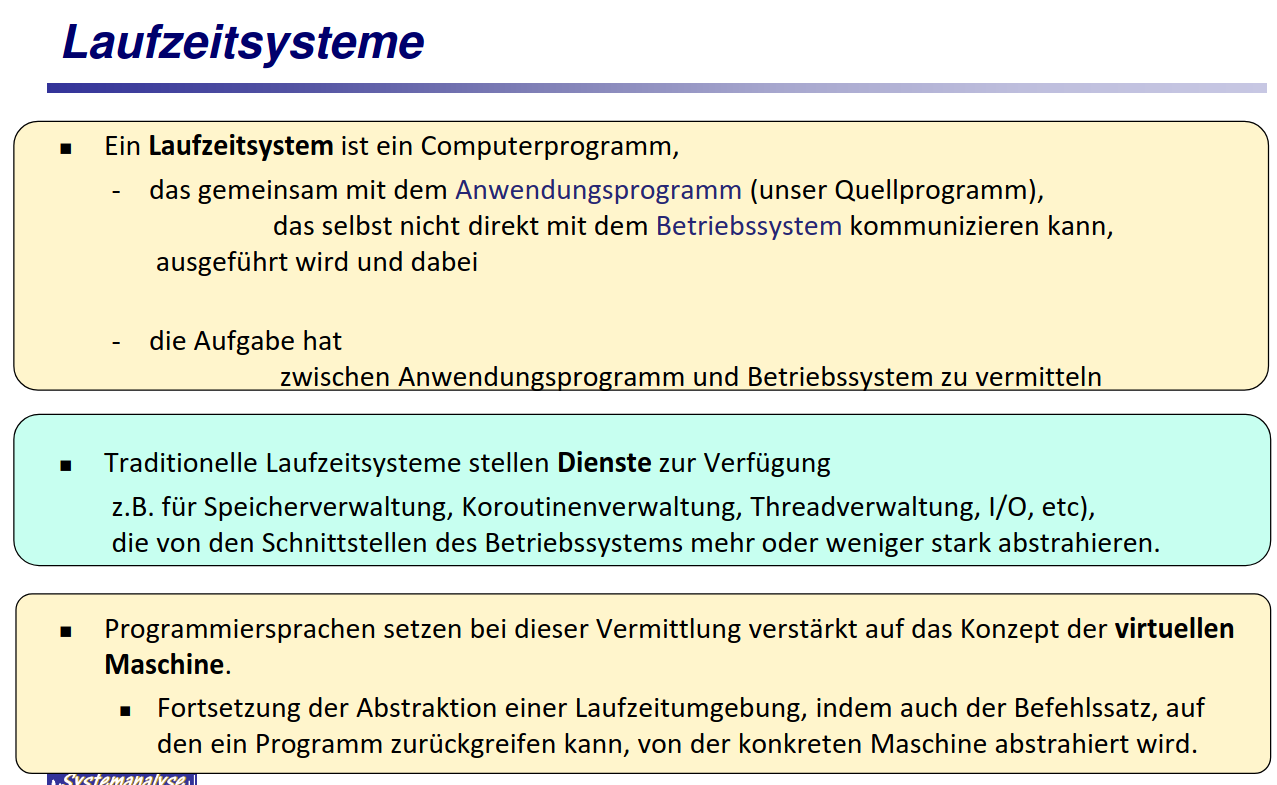 Laufzeitsysteme
▪ Ein Laufzeitsystem ist ein Computerprogramm,
- das gemeinsam mit dem Anwendungsprogramm (unser Quellprogramm),
das selbst nicht direkt mit dem Betriebssystem kommunizieren kann,
ausgeführt wird und dabei
- die Aufgabe hat
zwischen Anwendungsprogramm und Betriebssystem zu vermitteln
▪ Traditionelle Laufzeitsysteme stellen Dienste zur Verfügung
z.B. für Speicherverwaltung, Koroutinenverwaltung, Threadverwaltung, I/O, etc),
die von den Schnittstellen des Betriebssystems mehr oder weniger stark abstrahieren.
▪ Programmiersprachen setzen bei dieser Vermittlung verstärkt auf das Konzept der virtuellen
Maschine.
▪ Fortsetzung der Abstraktion einer Laufzeitumgebung, indem auch der Befehlssatz, auf
den ein Programm zurückgreifen kann, von der konkreten Maschine abstrahiert wird.
Systemanalyse